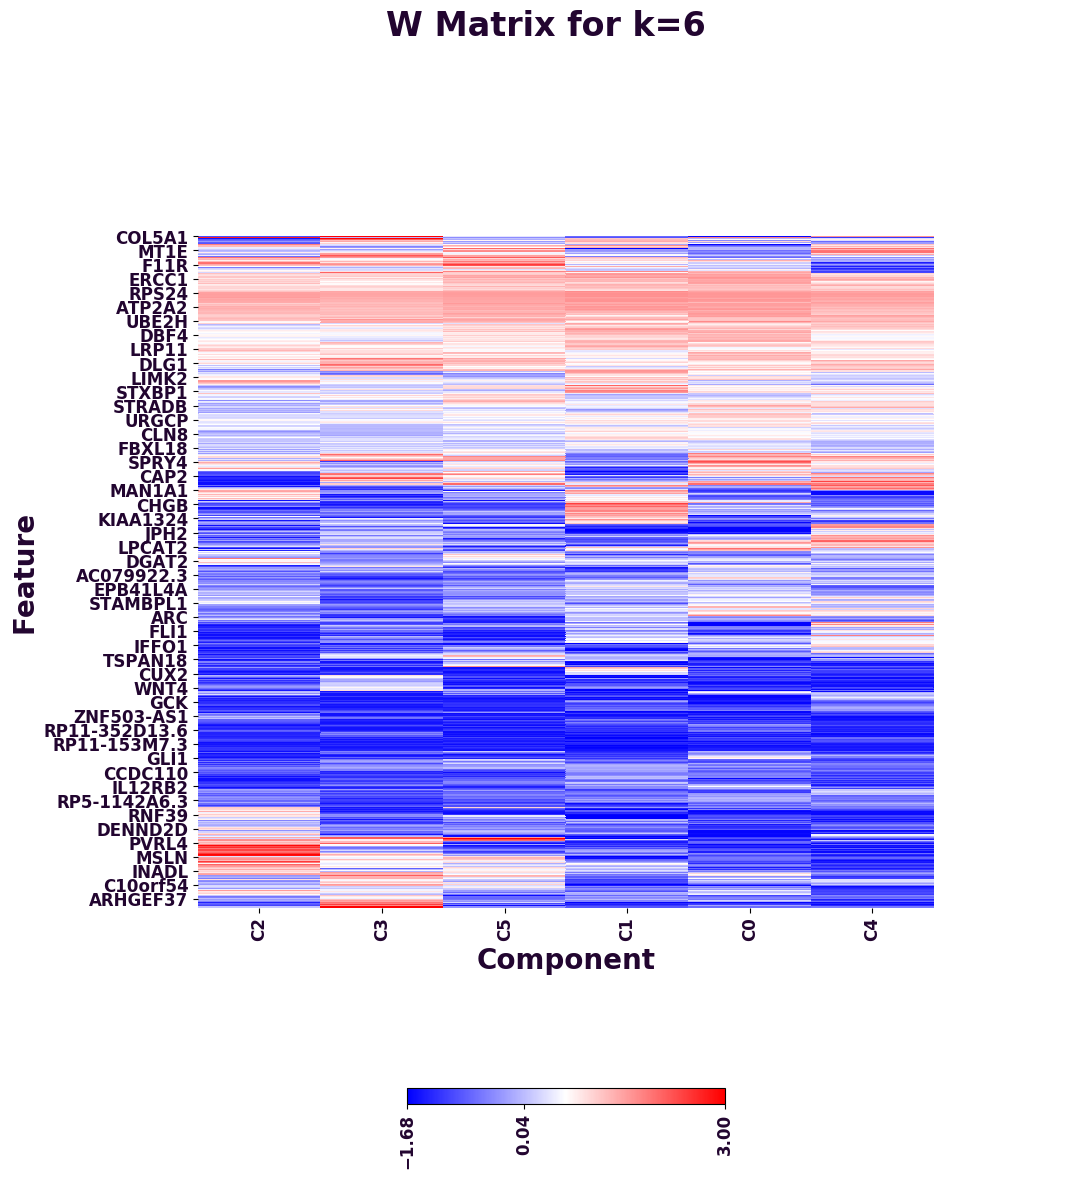 W Matrix for k=6
COL5A1
MT1E
F11R
ERCC1
RPS24
ATP2A2
UBE2H
DBF4
LRP11
DLG1
LIMK2
STXBP1
STRADB
URGCP
CLN8
FBXL18
SPRY4
CAP2
MAN1A1
CHGB
KIAA1324
IPH2
LPCAT2
DGAT2
AC079922.3
EPB41L4A
STAMBPL1
ARC
FLI1
IFFO1
TSPAN18
CUX2
WNT4
GCK
ZNF503-AS1
RP11-352D13.6
RP11-153M7.3
GLI1
CCDC110
IL12RB2
RP5-1142A6.3
RNF39
DENND2D
PVRL4
MSLN
INADL
C10orf54
ARHGEF37
Feature
C2 C3 C5 C1 C0 C4
Component
−1.68 0.04 3.00